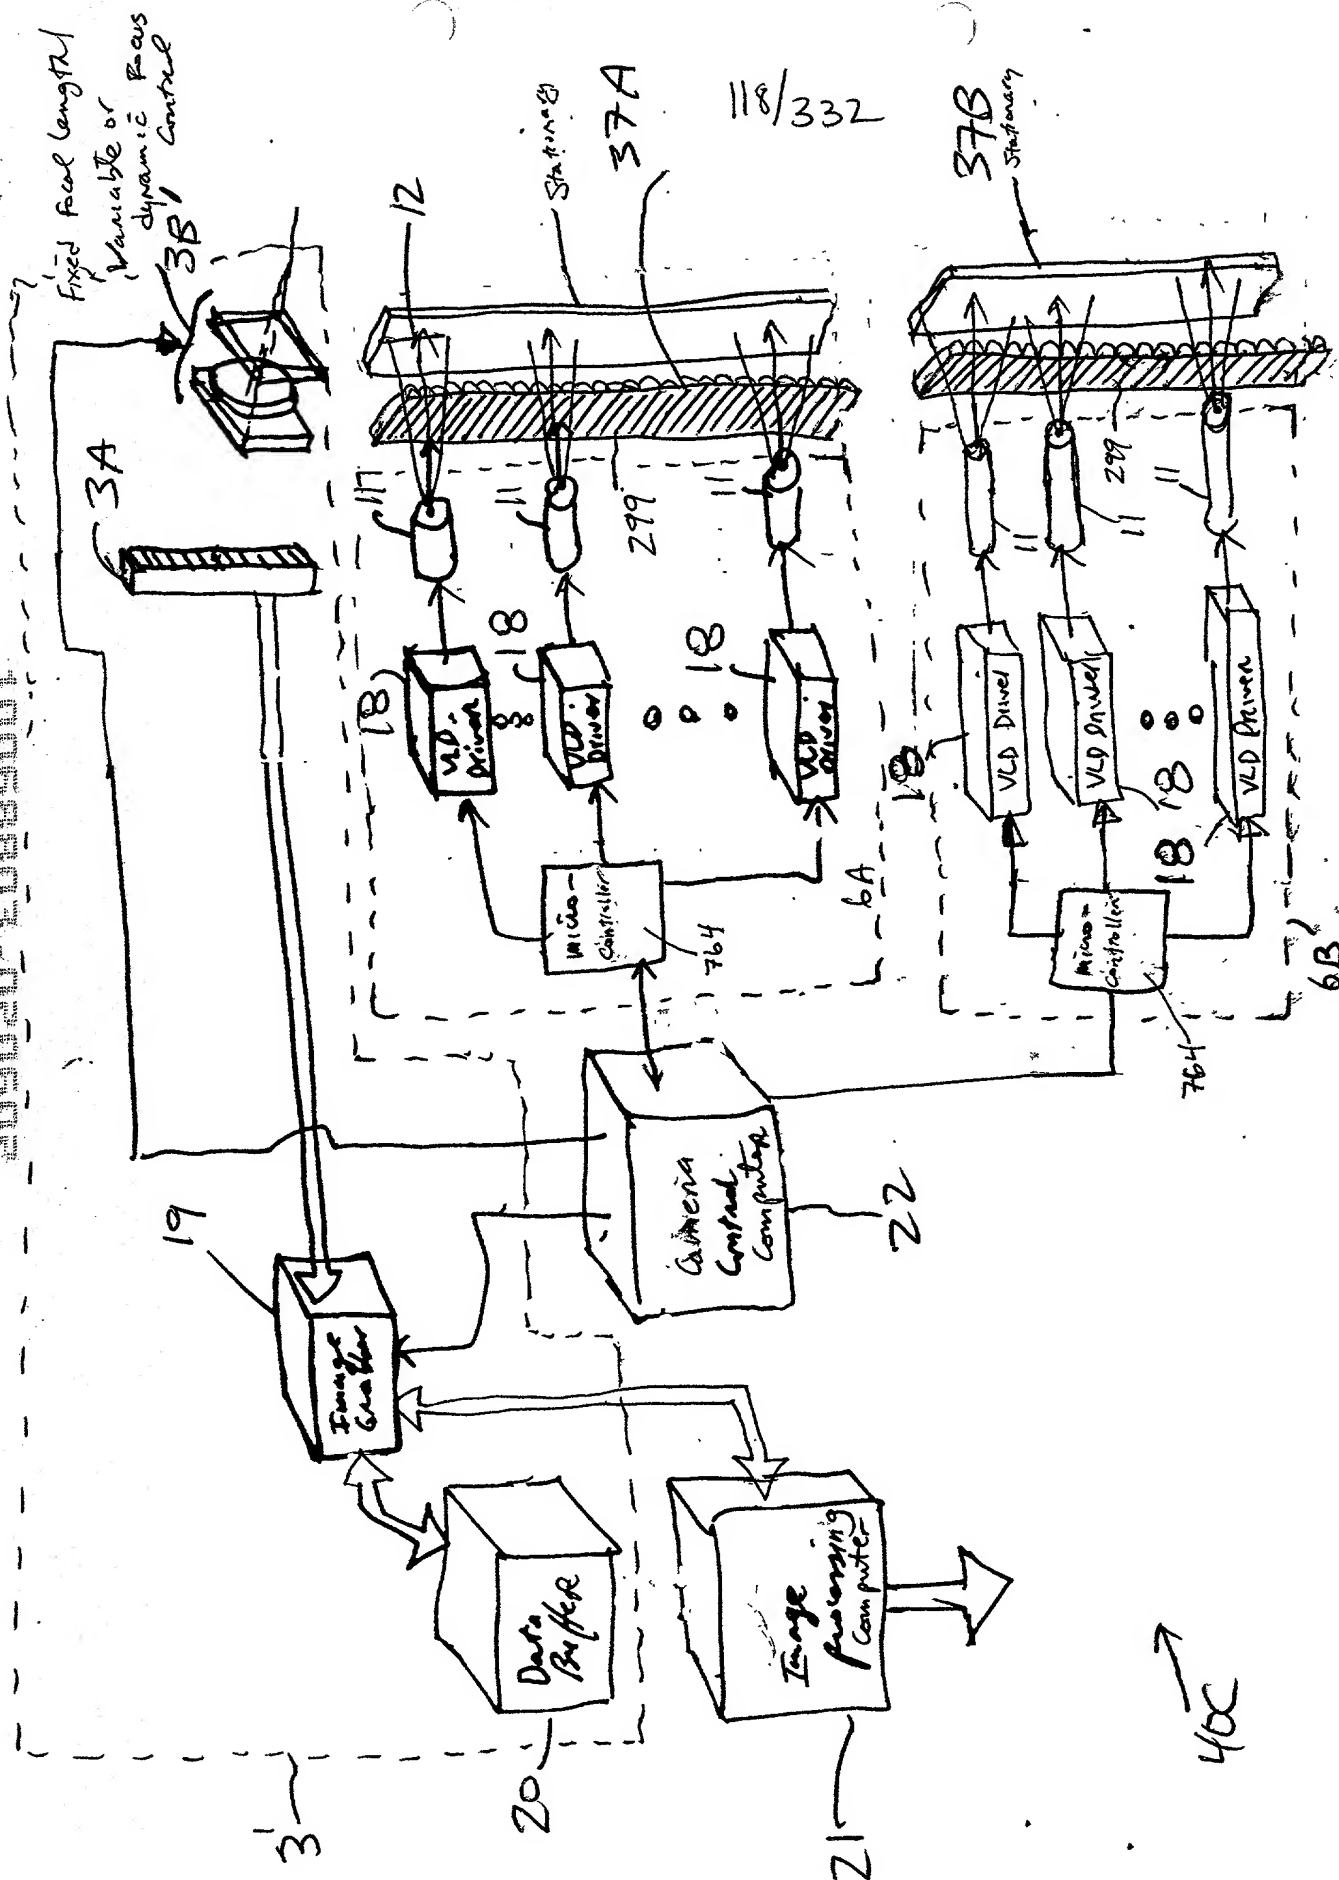 118/332
Fixed focal length
Variable or
dynamic Focus
Control
3B'
3A
3'
19
Image
Grabber
Data
Buffer
20
Image
processing
Computer
21
Camera
Control
Computer
22
12
Stationary
37A
299
11
11
11
18
VLD
Driver
18
VLD
Driver
18
VLD
Driver
Micro-
Controller
764
6A
37B
Stationary
299
11
11
11
18
VLD Driver
VLD Driver
18
VLD Driver
18
Micro-
Controller
764
6B
40C